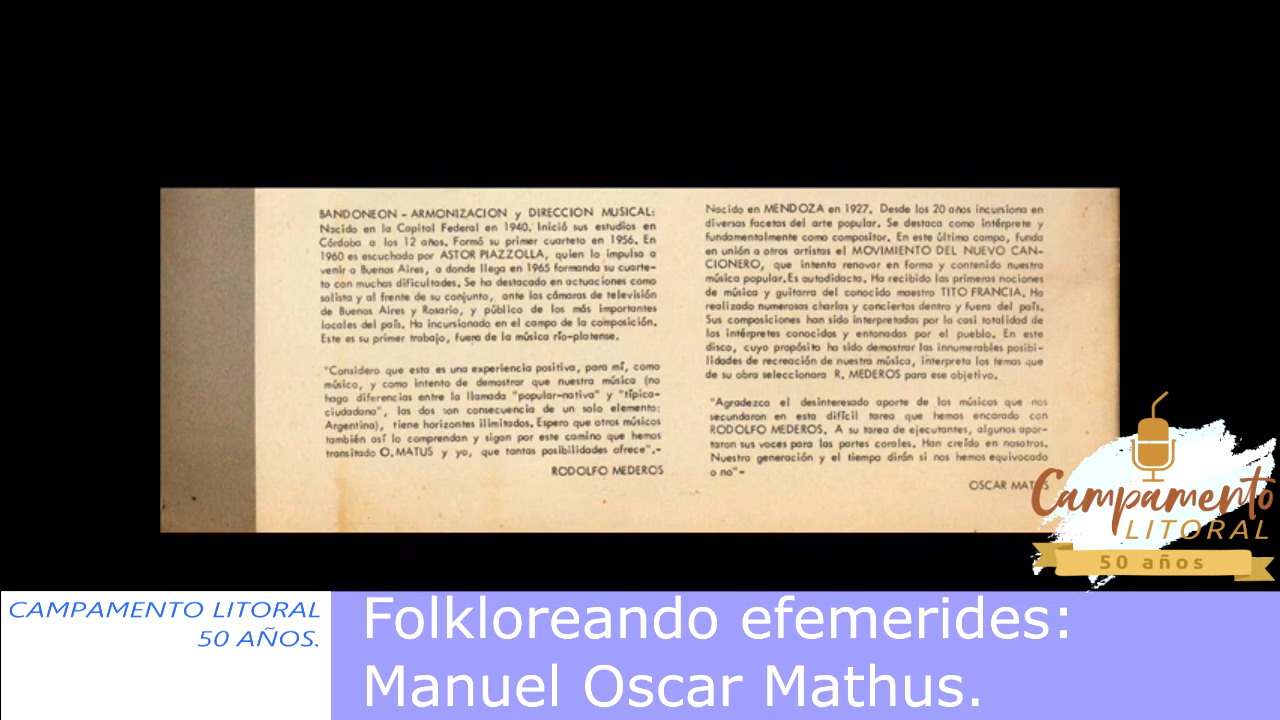 BANDONEON - ARMONIZACION y DIRECCION MUSICAL:
Nacido en la Capital Federal en 1940. Inició sus estudios en
Córdoba a los 12 años. Formó su primer cuarteto en 1956. En
1960 es escuchado por ASTOR PIAZZOLLA, quien lo impulsa a
venir a Buenos Aires, a donde llega en 1965 formando su cuarte-
to con muchas dificultades. Se ha destacado en actuaciones como
solista y al frente de su conjunto, ante las cámaras de televisión
de Buenos Aires y Rosario, y público de los más importantes
locales del país. Ha incursionado en el campo de la composición.
Este es su primer trabajo, fuera de la música río-platense.
"Considero que esta es una experiencia positiva, para mí, como
músico, y como intento de demostrar que nuestra música (no
hago diferencias entre la llamada "popular-nativa" y "típica-
ciudadana", las dos son consecuencia de un solo elemento:
Argentina), tiene horizontes ilimitados. Espero que otros músicos
también así lo comprendan y sigan por este camino que hemos
transitado O. MATUS y yo, que tantas posibilidades ofrece".-
RODOLFO MEDEROS
Nacido en MENDOZA en 1927. Desde los 20 años incursiona en
diversas facetas del arte popular. Se destaca como intérprete y
fundamentalmente como compositor. En este último campo, funda
en unión a otros artistas el MOVIMIENTO DEL NUEVO CAN-
CIONERO, que intenta renovar en forma y contenido nuestra
música popular. Es autodidacta. Ha recibido las primeras nociones
de música y guitarra del conocido maestro TITO FRANCIA. Ha
realizado numerosas charlas y conciertos dentro y fuera del país.
Sus composiciones han sido interpretadas por la casi totalidad de
los intérpretes conocidos y entonadas por el pueblo. En este
disco, cuyo propósito ha sido demostrar las innumerables posibi-
lidades de recreación de nuestra música, interpreta los temas que
de su obra seleccionara R. MEDEROS para ese objetivo.
"Agradezco el desinteresado aporte de los músicos que nos
secundaron en esta difícil tarea que hemos encarado con
RODOLFO MEDEROS. A su tarea de ejecutantes, algunos apor-
taron sus voces para las partes corales. Han creído en nosotros.
Nuestra generación y el tiempo dirán si nos hemos equivocado
o no"-
OSCAR MATUS
Campamento
LITORAL
50 años
CAMPAMENTO LITORAL
50 AÑOS.
Folkloreando efemerides:
Manuel Oscar Mathus.